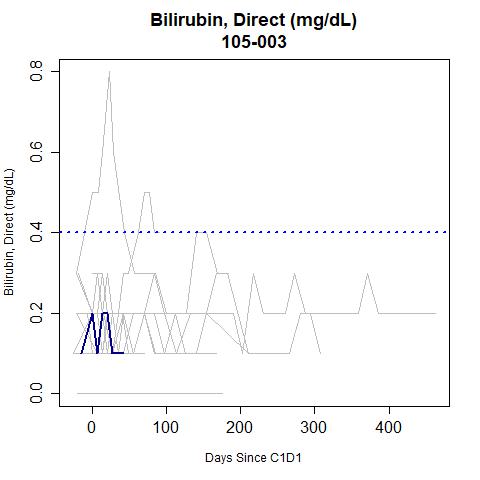 Bilirubin, Direct (mg/dL)
105-003
Bilirubin, Direct (mg/dL)
0.8
0.6
0.4
0.2
0.0
0 100 200 300 400
Days Since C1D1